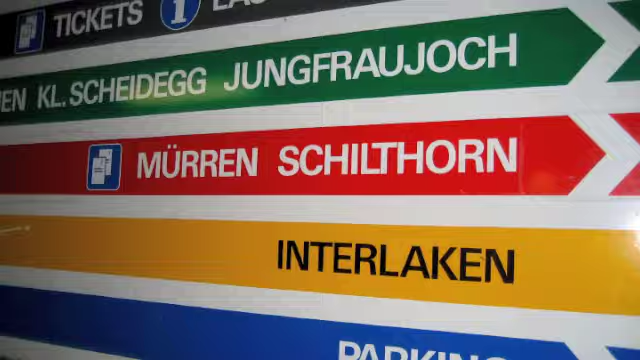 TICKETS i
KL. SCHEIDEGG JUNGFRAUJOCH
MÜRREN SCHILTHORN
INTERLAKEN